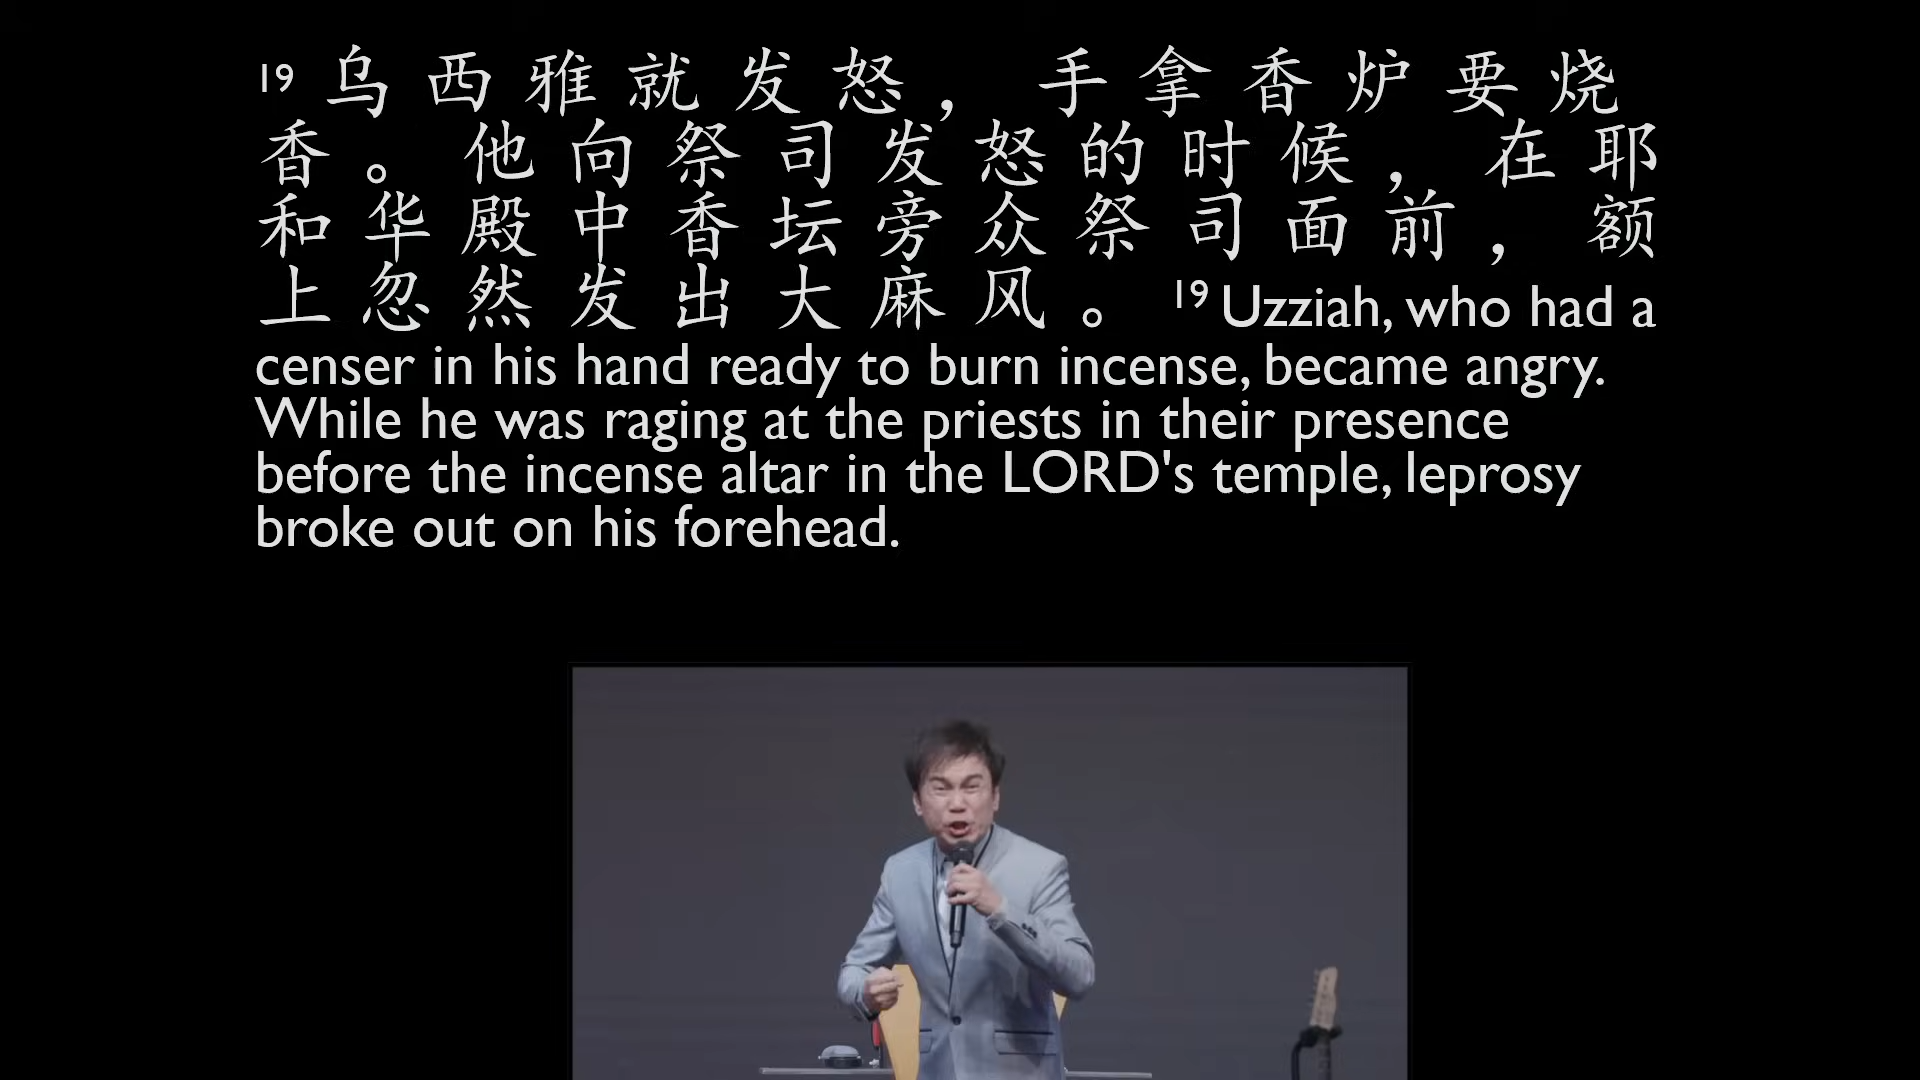 19 乌西雅就发怒，手拿香炉要烧
香。他向祭司发怒的时候，在耶
和华殿中香坛旁众祭司面前，额
上忽然发出大麻风。 19 Uzziah, who had a
censer in his hand ready to burn incense, became angry.
While he was raging at the priests in their presence
before the incense altar in the LORD's temple, leprosy
broke out on his forehead.